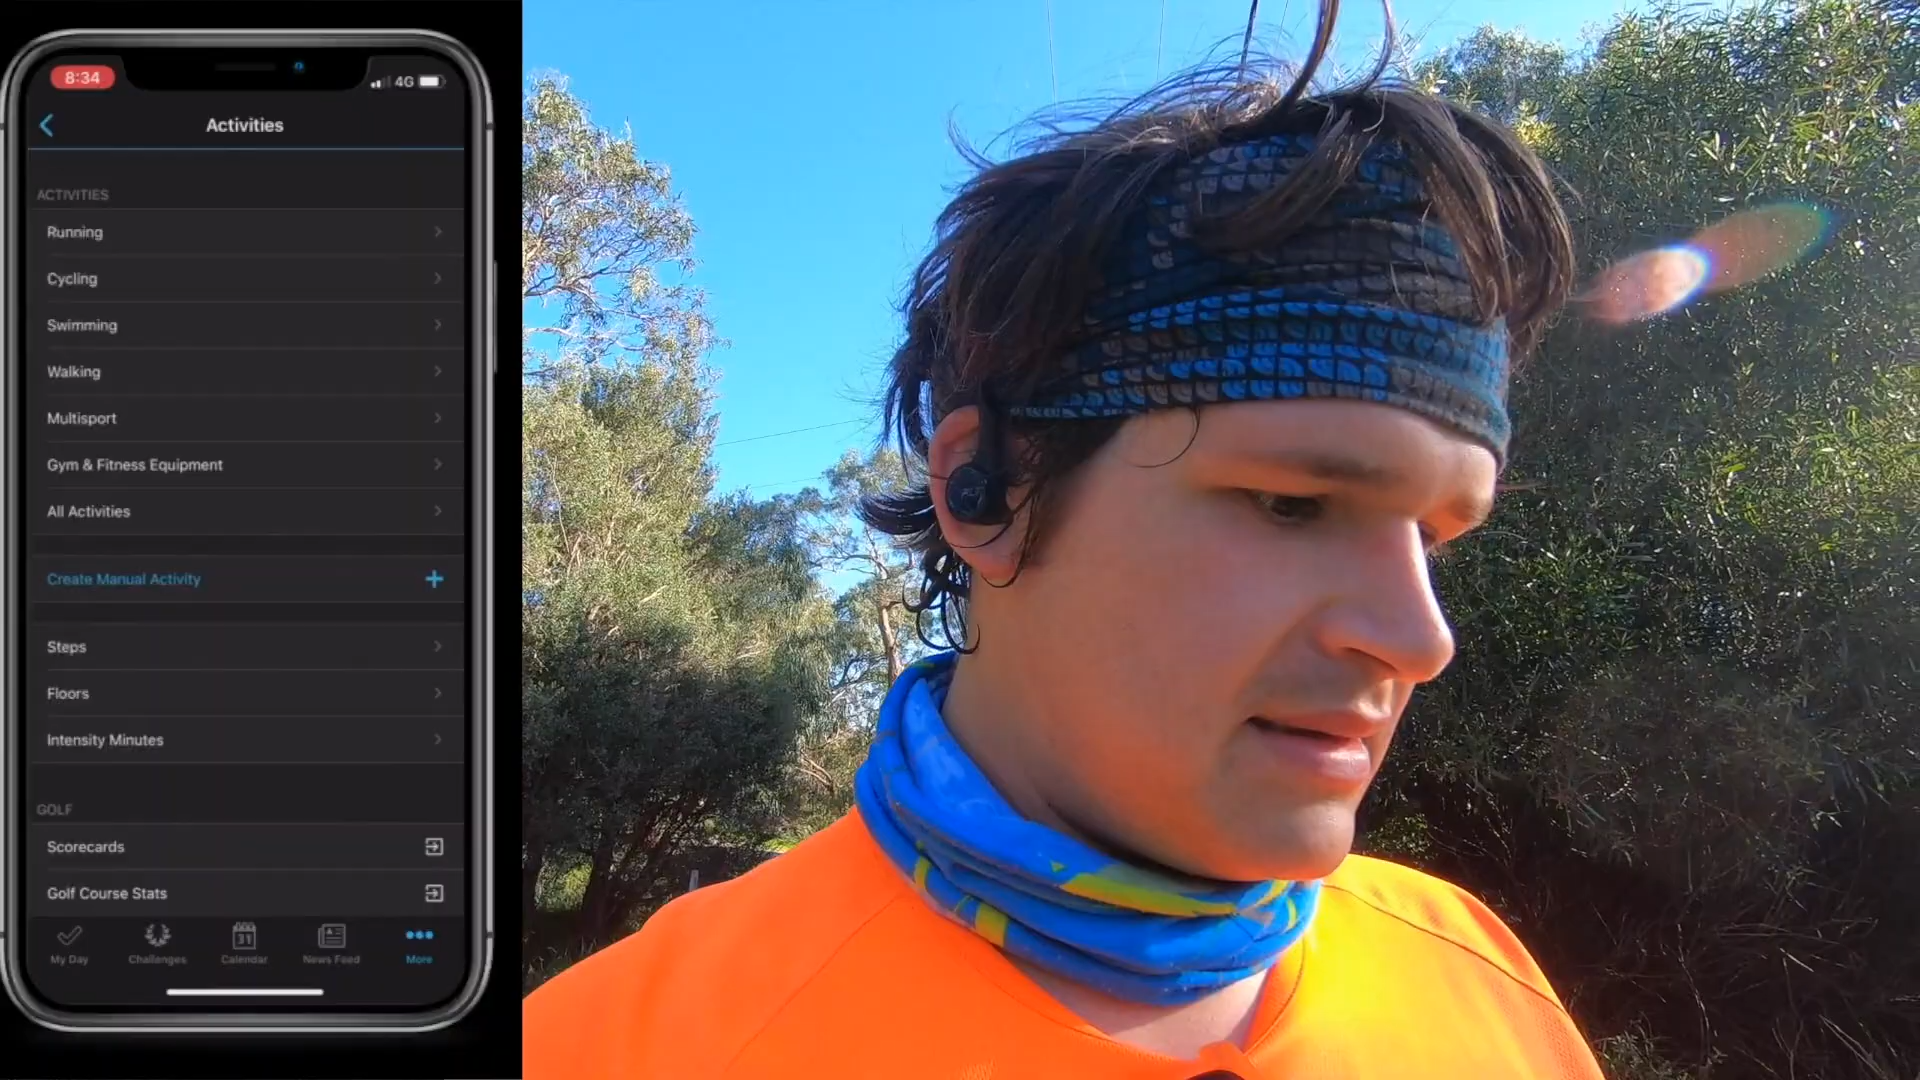 8:34
4G
Activities
ACTIVITIES
Running
Cycling
Swimming
Walking
Multisport
Gym & Fitness Equipment
All Activities
Create Manual Activity
Steps
Floors
Intensity Minutes
GOLF
Scorecards
Golf Course Stats
31
My Day
Challenges
Calendar
News Feed
More